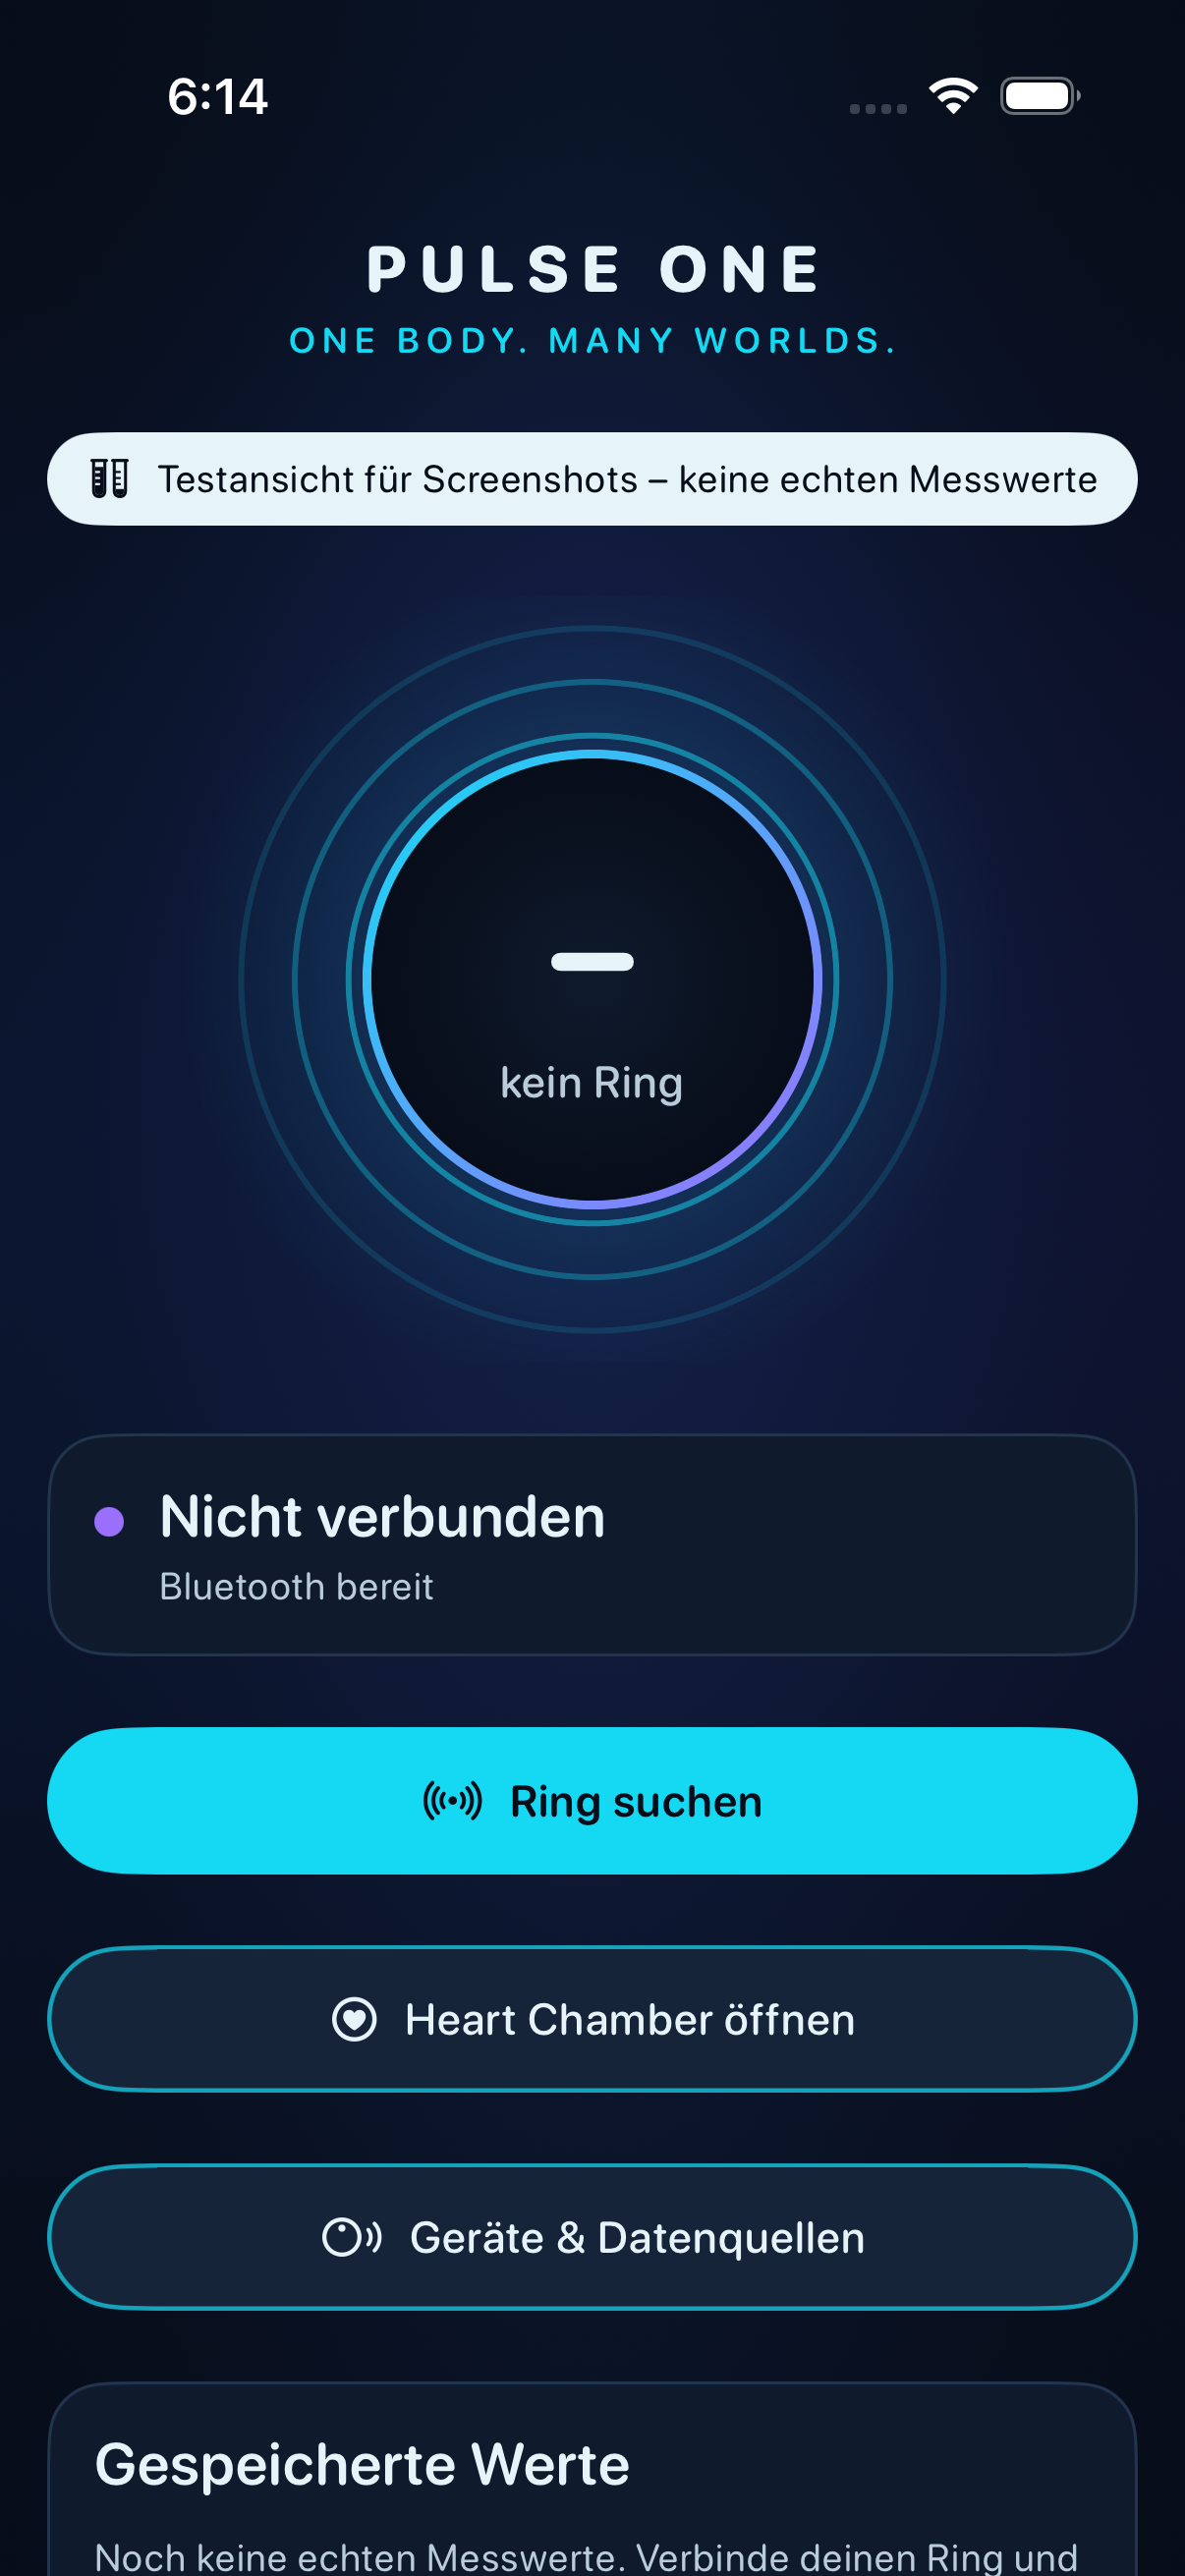 6:14
PULSE ONE
ONE BODY. MANY WORLDS.
Testansicht für Screenshots – keine echten Messwerte
–
kein Ring
Nicht verbunden
Bluetooth bereit
Ring suchen
Heart Chamber öffnen
Geräte & Datenquellen
Gespeicherte Werte
Noch keine echten Messwerte. Verbinde deinen Ring und